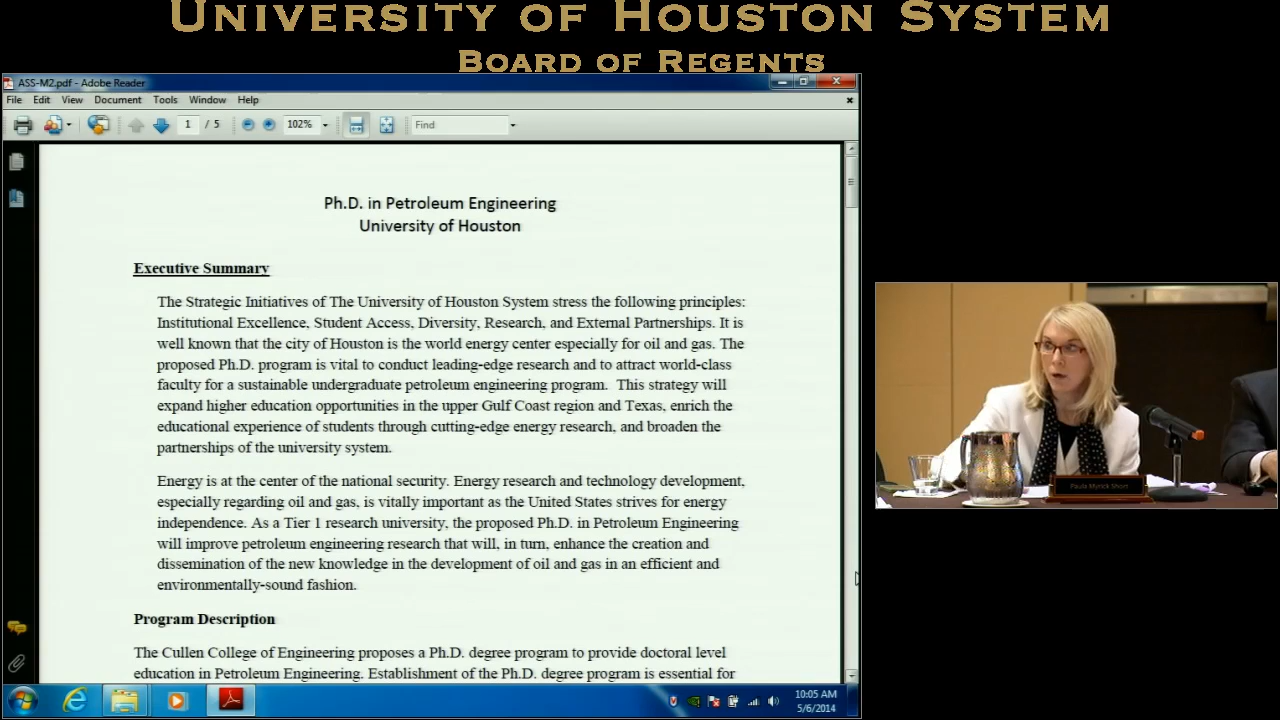 UNIVERSITY OF HOUSTON SYSTEM
BOARD OF REGENTS
ASS-M2.pdf - Adobe Reader
File Edit View Document Tools Window Help
1 / 5 102% Find
Ph.D. in Petroleum Engineering
University of Houston
Executive Summary
The Strategic Initiatives of The University of Houston System stress the following principles:
Institutional Excellence, Student Access, Diversity, Research, and External Partnerships. It is
well known that the city of Houston is the world energy center especially for oil and gas. The
proposed Ph.D. program is vital to conduct leading-edge research and to attract world-class
faculty for a sustainable undergraduate petroleum engineering program. This strategy will
expand higher education opportunities in the upper Gulf Coast region and Texas, enrich the
educational experience of students through cutting-edge energy research, and broaden the
partnerships of the university system.
Energy is at the center of the national security. Energy research and technology development,
especially regarding oil and gas, is vitally important as the United States strives for energy
independence. As a Tier 1 research university, the proposed Ph.D. in Petroleum Engineering
will improve petroleum engineering research that will, in turn, enhance the creation and
dissemination of the new knowledge in the development of oil and gas in an efficient and
environmentally-sound fashion.
Program Description
The Cullen College of Engineering proposes a Ph.D. degree program to provide doctoral level
education in Petroleum Engineering. Establishment of the Ph.D. degree program is essential for
Paula Myrick Short
10:05 AM
5/6/2014